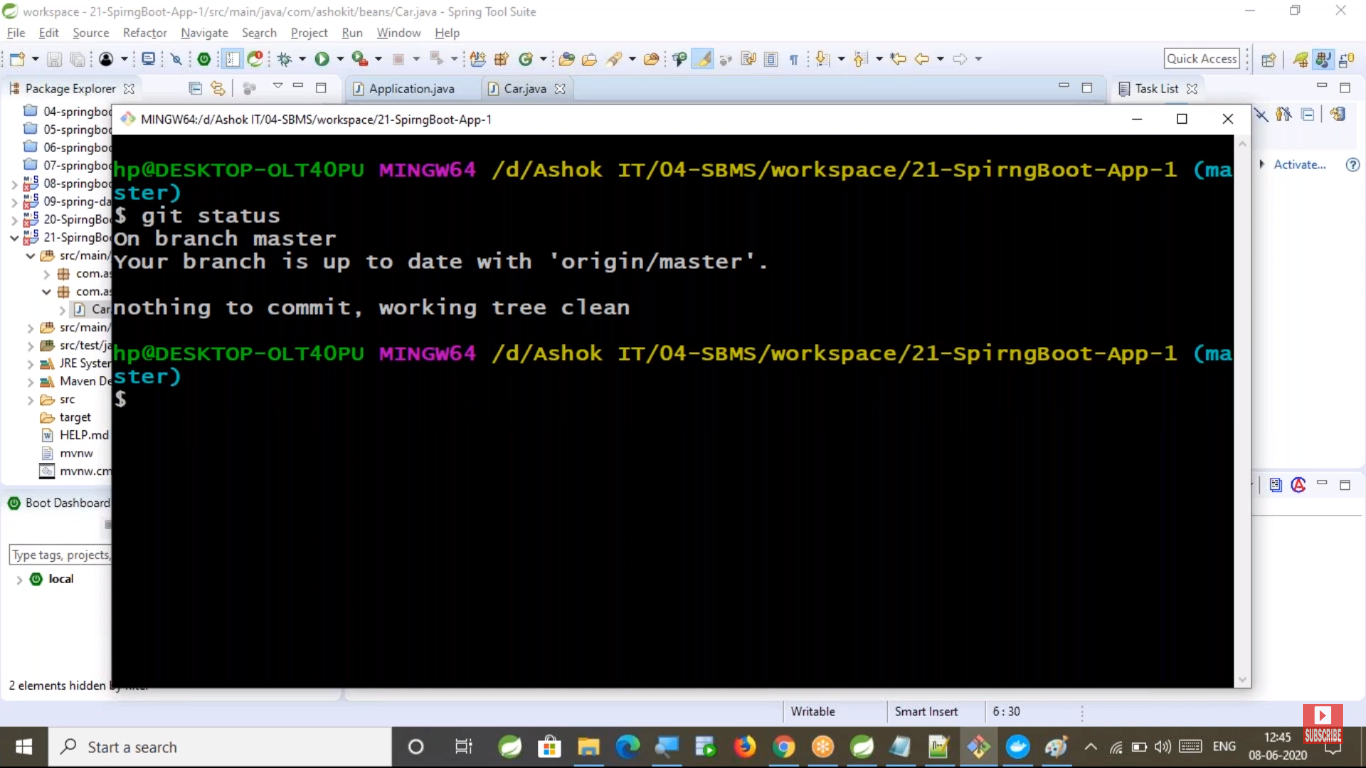 workspace - 21-SpirngBoot-App-1/src/main/java/com/ashokit/beans/Car.java - Spring Tool Suite
File Edit Source Refactor Navigate Search Project Run Window Help
Quick Access
Package Explorer
Application.java
Car.java
Task List
04-springboo
05-springboo
06-springboo
07-springboo
08-springboo
09-spring-da
20-SpirngBoo
21-SpirngBoo
src/main/
com.as
com.as
Car
src/main/
src/test/ja
JRE System
Maven De
src
target
HELP.md
mvnw
mvnw.cm
Activate...
MINGW64:/d/Ashok IT/04-SBMS/workspace/21-SpirngBoot-App-1
hp@DESKTOP-OLT4OPU MINGW64 /d/Ashok IT/04-SBMS/workspace/21-SpirngBoot-App-1 (ma
ster)
$ git status
On branch master
Your branch is up to date with 'origin/master'.
nothing to commit, working tree clean
hp@DESKTOP-OLT4OPU MINGW64 /d/Ashok IT/04-SBMS/workspace/21-SpirngBoot-App-1 (ma
ster)
$
Boot Dashboard
Type tags, projects,
local
2 elements hidden by filter
Writable
Smart Insert
6 : 30
SUBSCRIBE
Start a search
ENG
12:45
08-06-2020